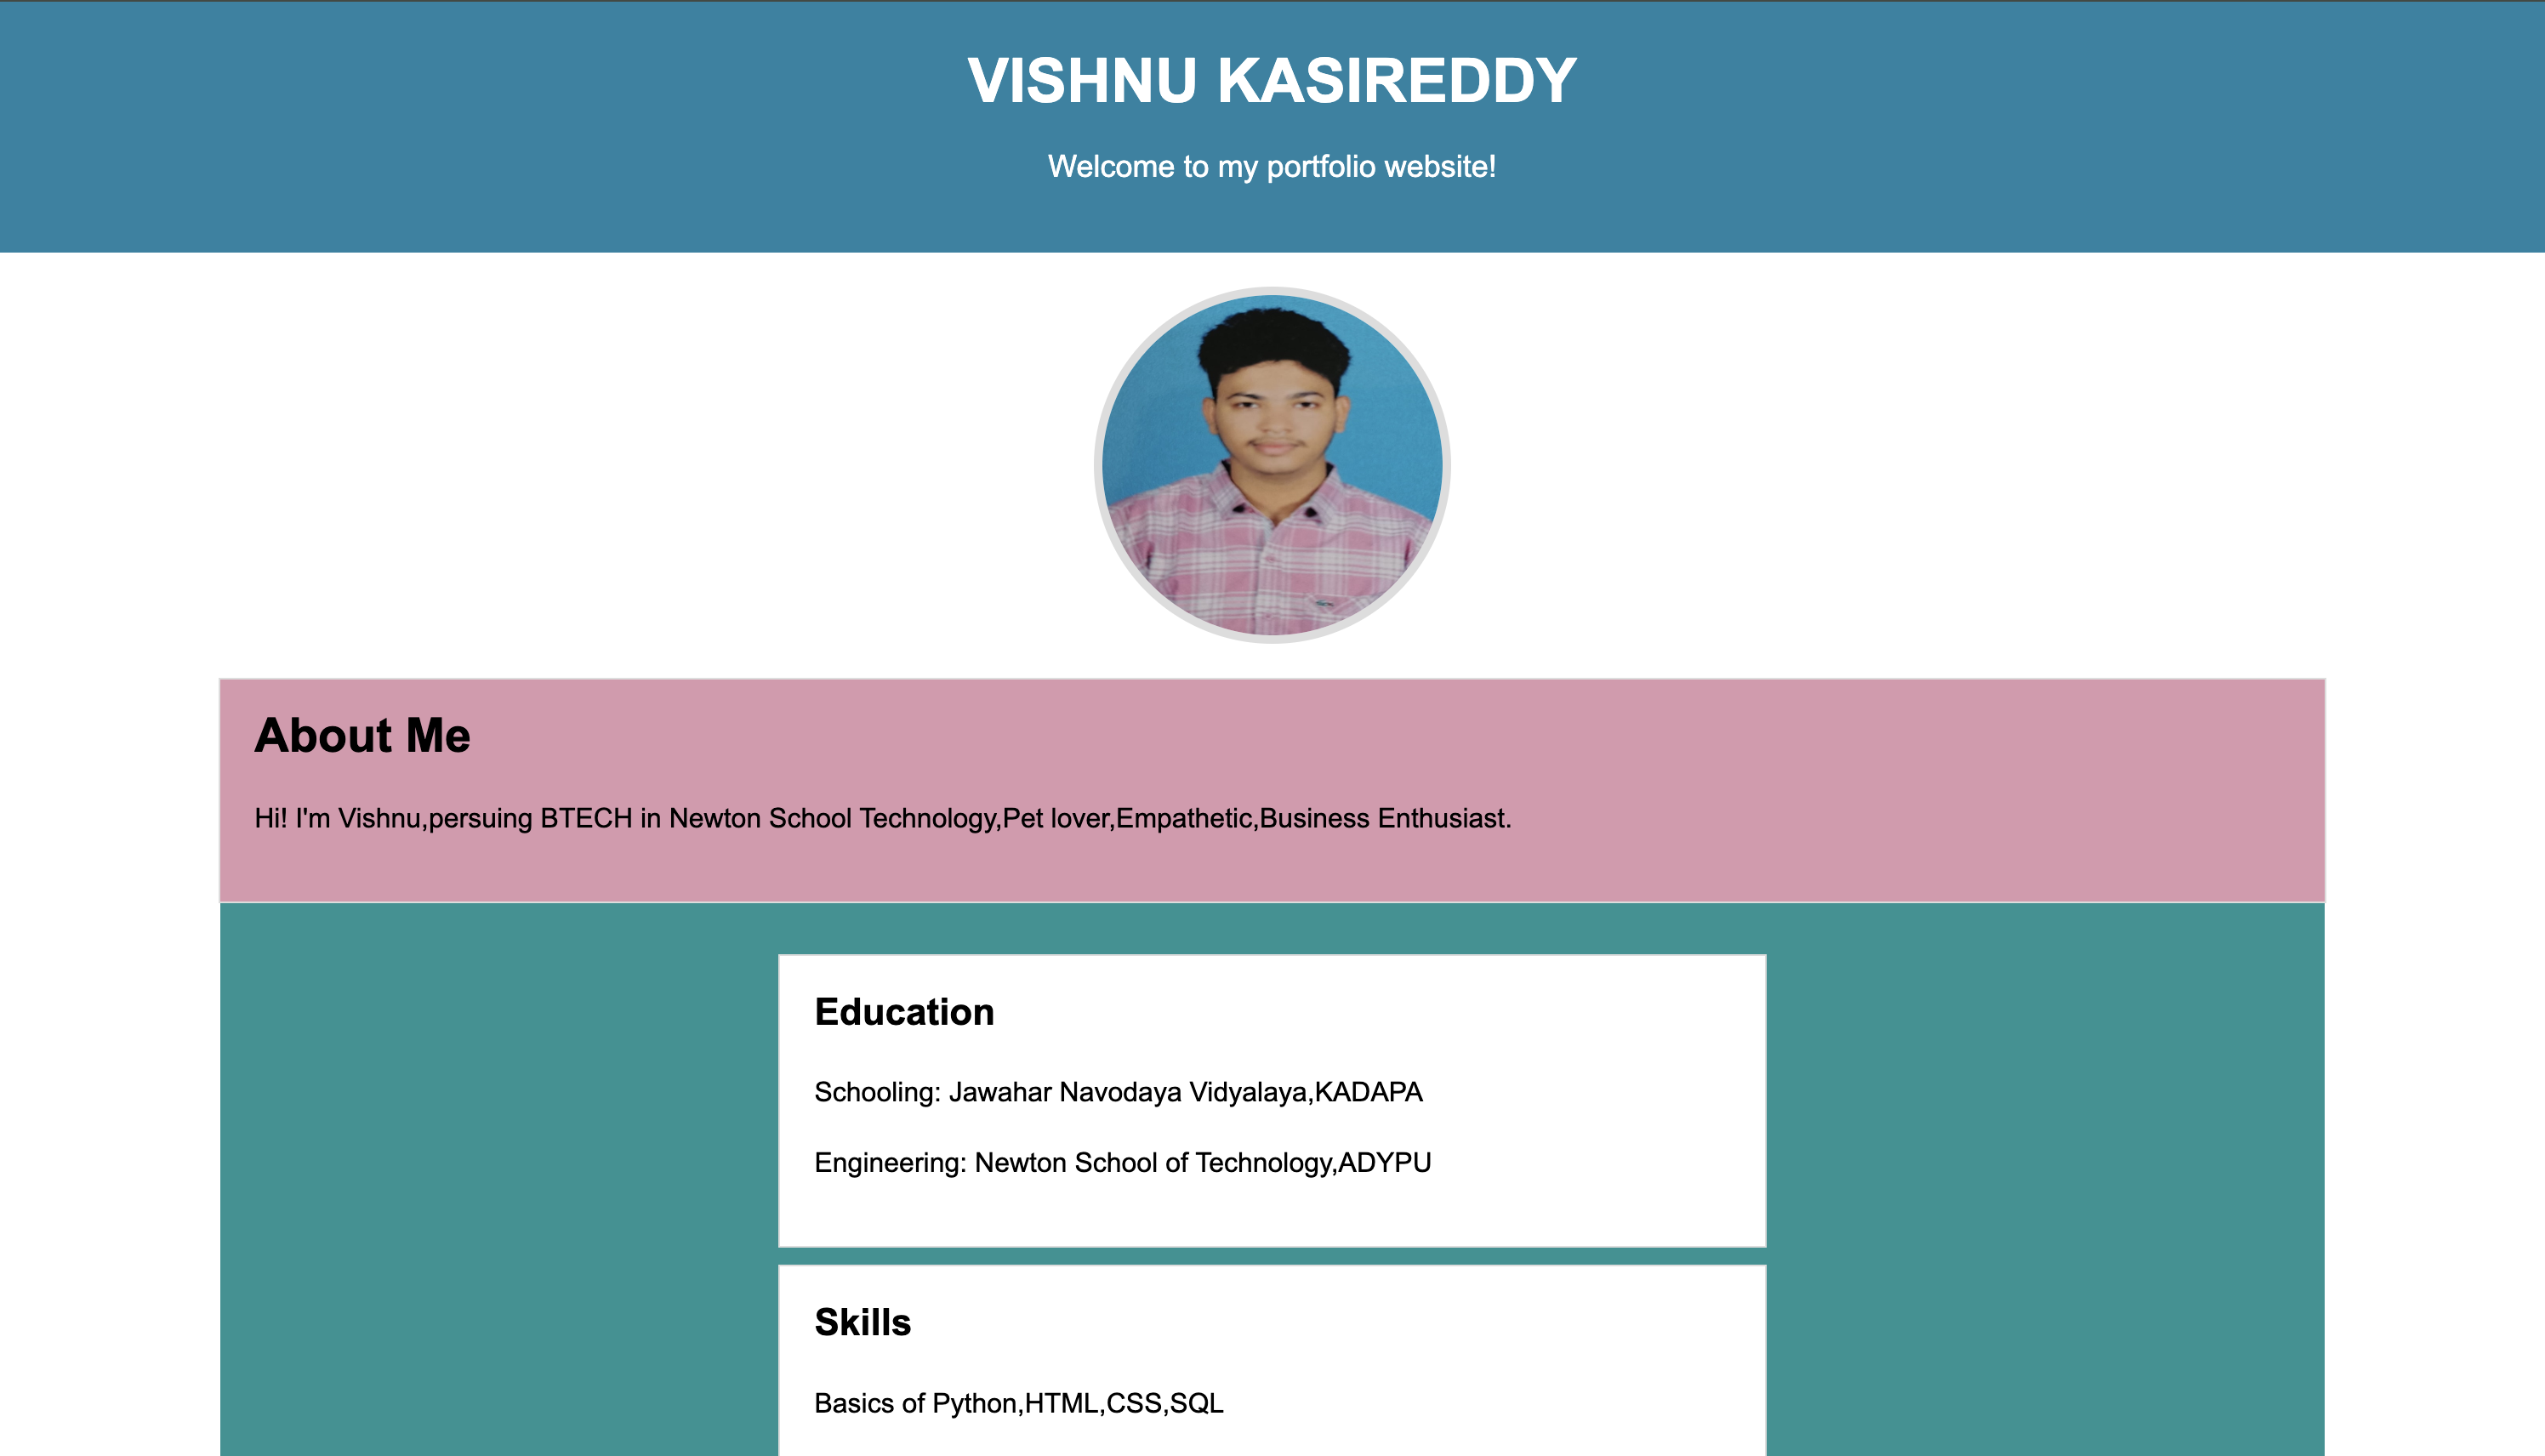 VISHNU KASIREDDY
Welcome to my portfolio website!
About Me
Hi! I'm Vishnu,persuing BTECH in Newton School Technology,Pet lover,Empathetic,Business Enthusiast.
Education
Schooling: Jawahar Navodaya Vidyalaya,KADAPA
Engineering: Newton School of Technology,ADYPU
Skills
Basics of Python,HTML,CSS,SQL